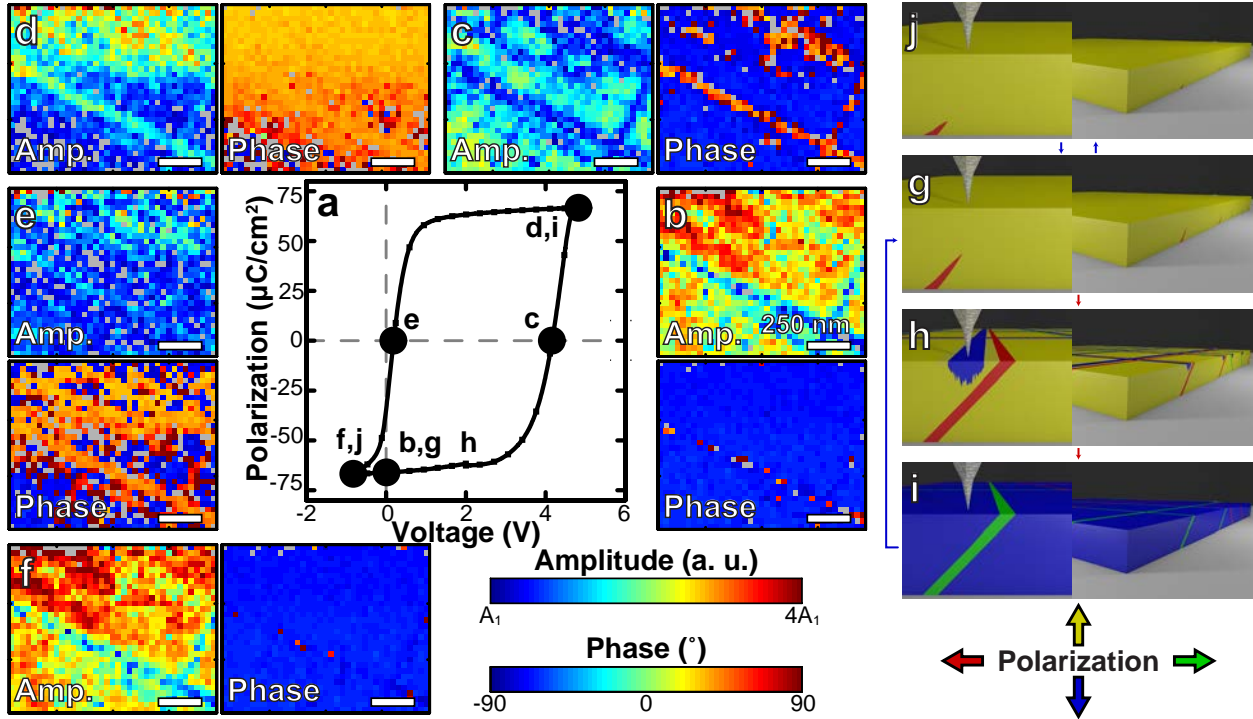 d
Amp.
Phase
c
Amp.
Phase
j
e
Amp.
Phase
a
75
50
25
0
-25
-50
-75
Polarization (µC/cm²)
d,i
e
c
f,j
b,g
h
-2
0
2
4
6
Voltage (V)
b
Amp.
250 nm
Phase
g
h
i
f
Amp.
Phase
Amplitude (a. u.)
A₁
4A₁
Phase (°)
-90
0
90
Polarization